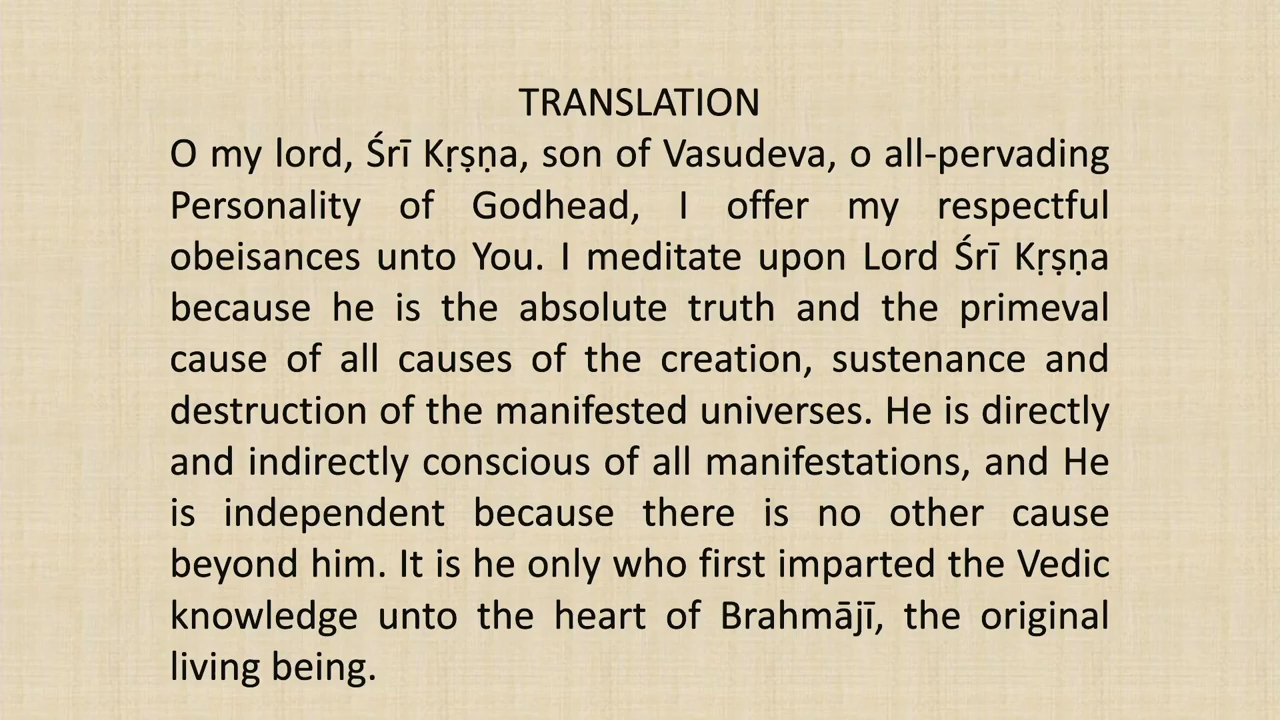 TRANSLATION
O my lord, Śrī Kṛṣṇa, son of Vasudeva, o all-pervading
Personality of Godhead, I offer my respectful
obeisances unto You. I meditate upon Lord Śrī Kṛṣṇa
because he is the absolute truth and the primeval
cause of all causes of the creation, sustenance and
destruction of the manifested universes. He is directly
and indirectly conscious of all manifestations, and He
is independent because there is no other cause
beyond him. It is he only who first imparted the Vedic
knowledge unto the heart of Brahmājī, the original
living being.